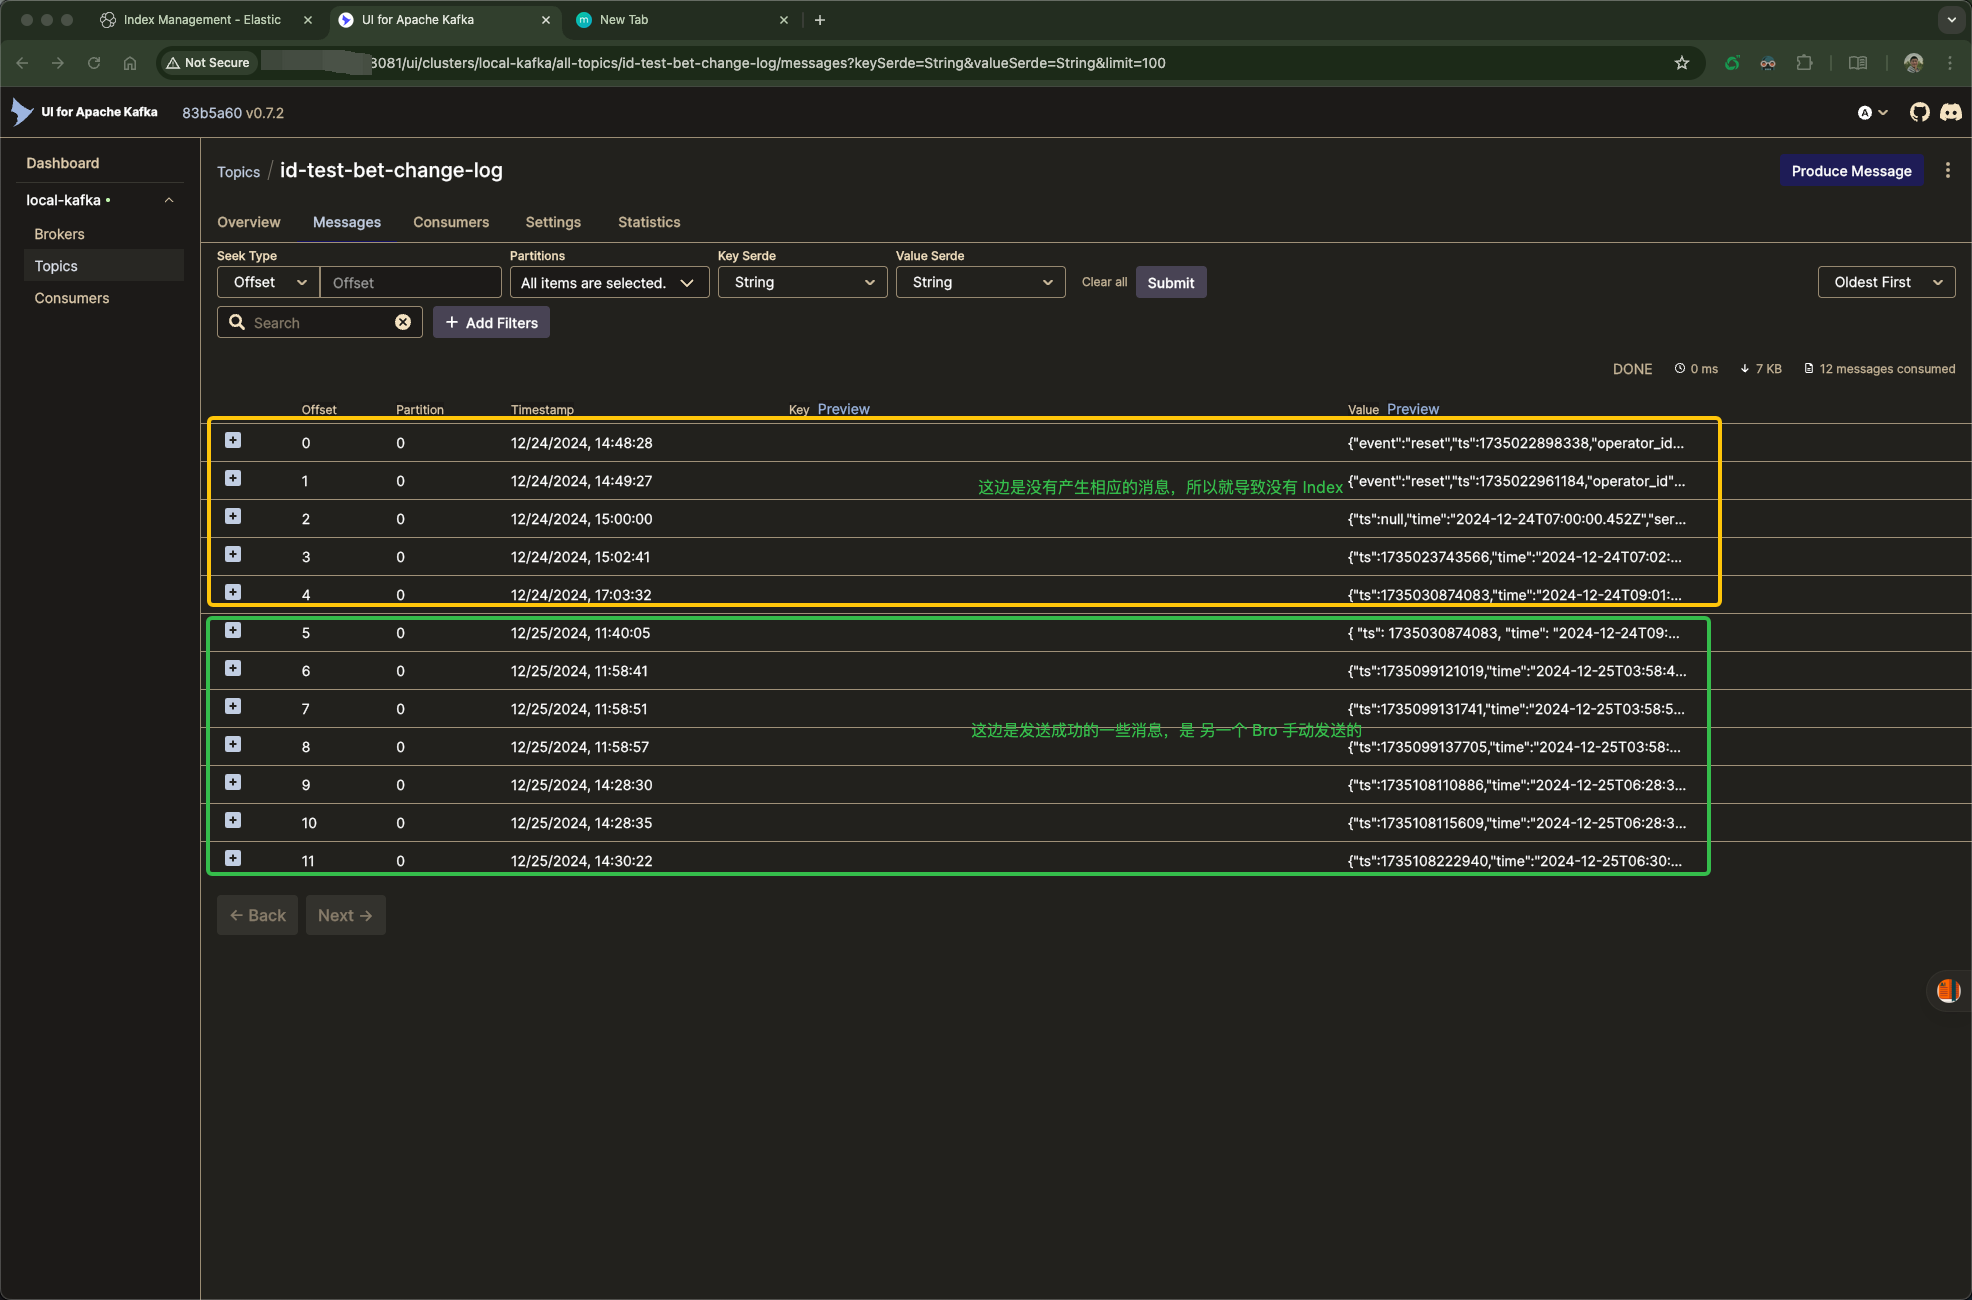 Index Management - Elastic
UI for Apache Kafka
New Tab
Not Secure
8081/ui/clusters/local-kafka/all-topics/id-test-bet-change-log/messages?keySerde=String&valueSerde=String&limit=100
UI for Apache Kafka 83b5a60 v0.7.2
A
Dashboard
local-kafka
Brokers
Topics
Consumers
Topics / id-test-bet-change-log
Produce Message
Overview Messages Consumers Settings Statistics
Seek Type Partitions Key Serde Value Serde
Offset Offset All items are selected. String String Clear all Submit Oldest First
Search + Add Filters
DONE 0 ms 7 KB 12 messages consumed
Offset Partition Timestamp Key Preview Value Preview
0 0 12/24/2024, 14:48:28 {"event":"reset","ts":1735022898338,"operator_id...
1 0 12/24/2024, 14:49:27 {"event":"reset","ts":1735022961184,"operator_id"...
这边是没有产生相应的消息，所以就导致没有 Index
2 0 12/24/2024, 15:00:00 {"ts":null,"time":"2024-12-24T07:00:00.452Z","ser...
3 0 12/24/2024, 15:02:41 {"ts":1735023743566,"time":"2024-12-24T07:02:...
4 0 12/24/2024, 17:03:32 {"ts":1735030874083,"time":"2024-12-24T09:01:...
5 0 12/25/2024, 11:40:05 { "ts": 1735030874083, "time": "2024-12-24T09:...
6 0 12/25/2024, 11:58:41 {"ts":1735099121019,"time":"2024-12-25T03:58:4...
7 0 12/25/2024, 11:58:51 {"ts":1735099131741,"time":"2024-12-25T03:58:5...
这边是发送成功的一些消息，是 另一个 Bro 手动发送的
8 0 12/25/2024, 11:58:57 {"ts":1735099137705,"time":"2024-12-25T03:58:...
9 0 12/25/2024, 14:28:30 {"ts":1735108110886,"time":"2024-12-25T06:28:3...
10 0 12/25/2024, 14:28:35 {"ts":1735108115609,"time":"2024-12-25T06:28:3...
11 0 12/25/2024, 14:30:22 {"ts":1735108222940,"time":"2024-12-25T06:30:...
← Back Next →